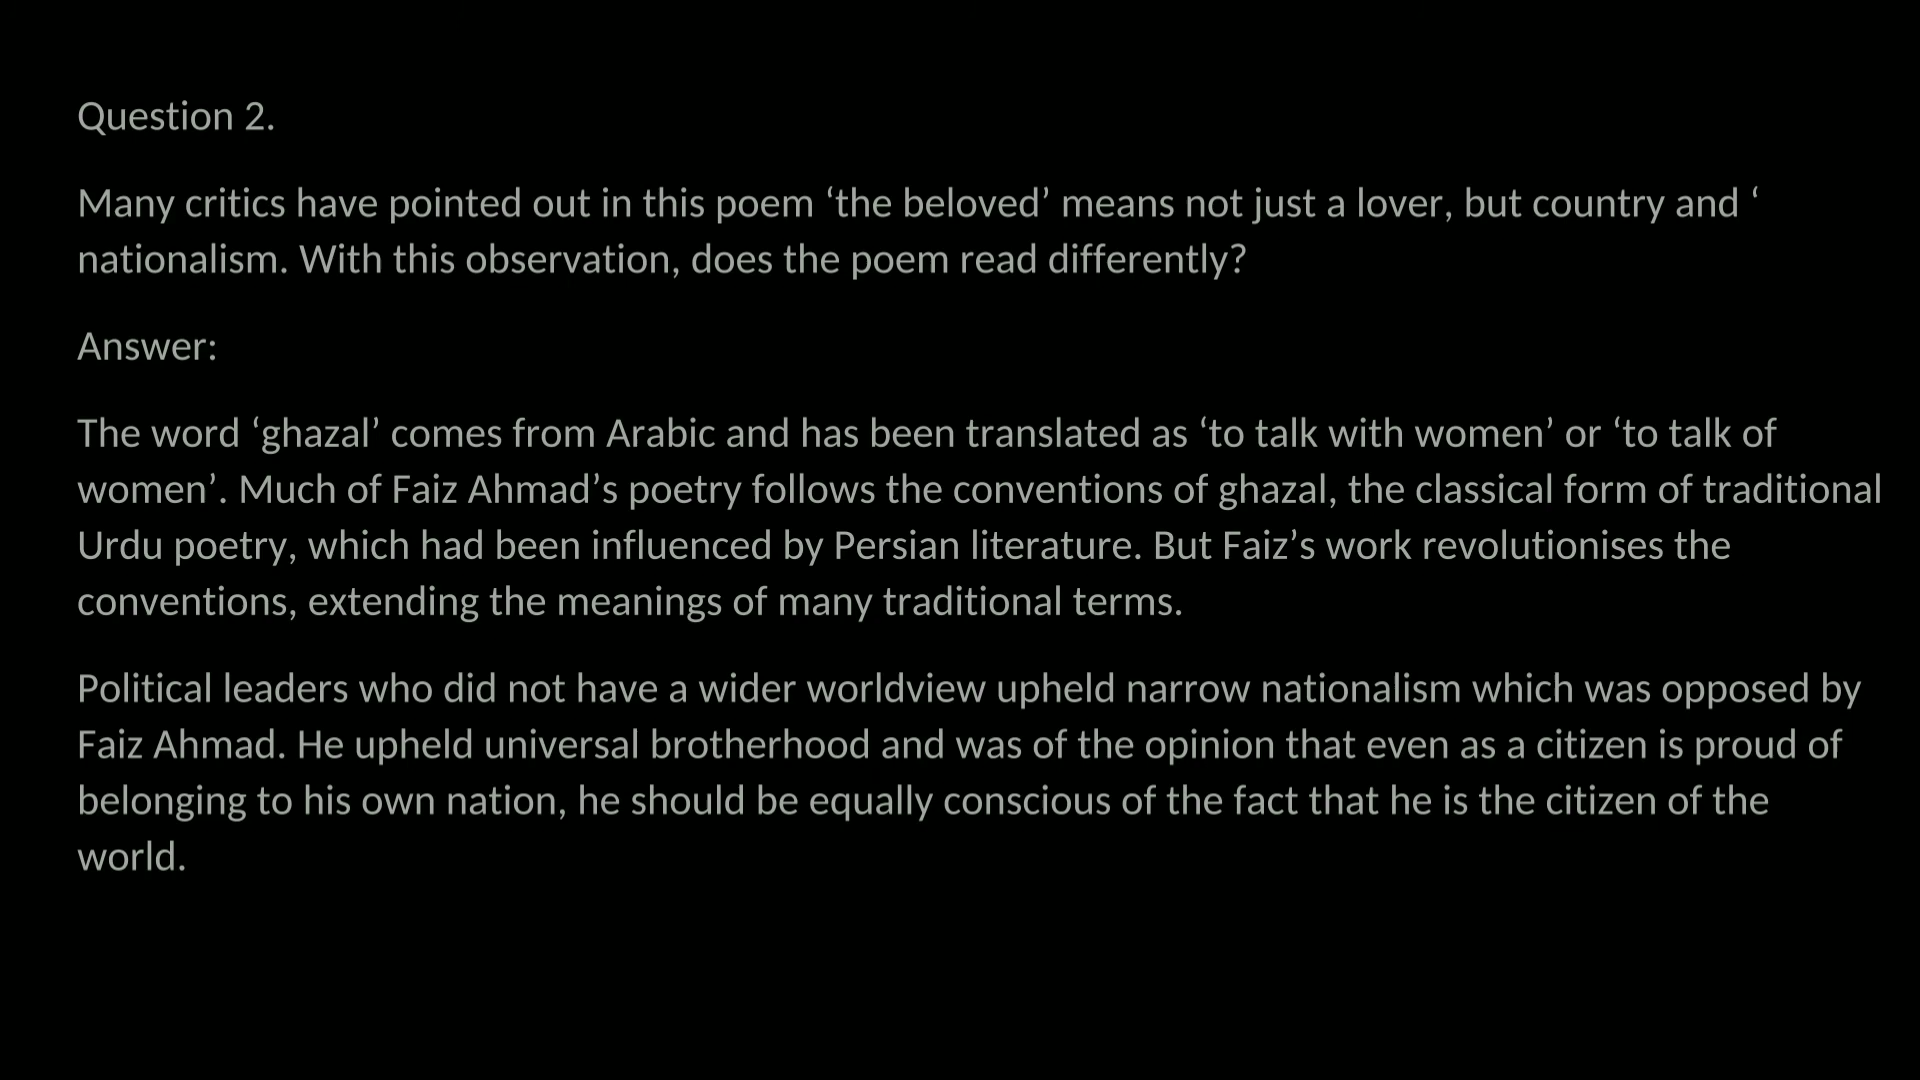 Question 2.
Many critics have pointed out in this poem ‘the beloved’ means not just a lover, but country and ‘
nationalism. With this observation, does the poem read differently?
Answer:
The word ‘ghazal’ comes from Arabic and has been translated as ‘to talk with women’ or ‘to talk of
women’. Much of Faiz Ahmad’s poetry follows the conventions of ghazal, the classical form of traditional
Urdu poetry, which had been influenced by Persian literature. But Faiz’s work revolutionises the
conventions, extending the meanings of many traditional terms.
Political leaders who did not have a wider worldview upheld narrow nationalism which was opposed by
Faiz Ahmad. He upheld universal brotherhood and was of the opinion that even as a citizen is proud of
belonging to his own nation, he should be equally conscious of the fact that he is the citizen of the
world.